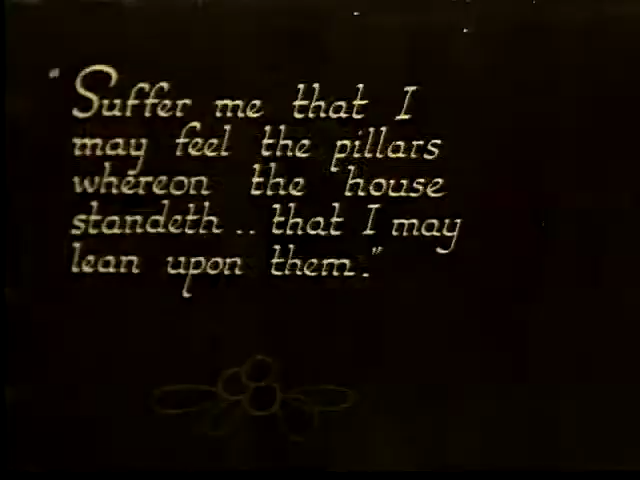 "Suffer me that I
may feel the pillars
whereon the house
standeth .. that I may
lean upon them."